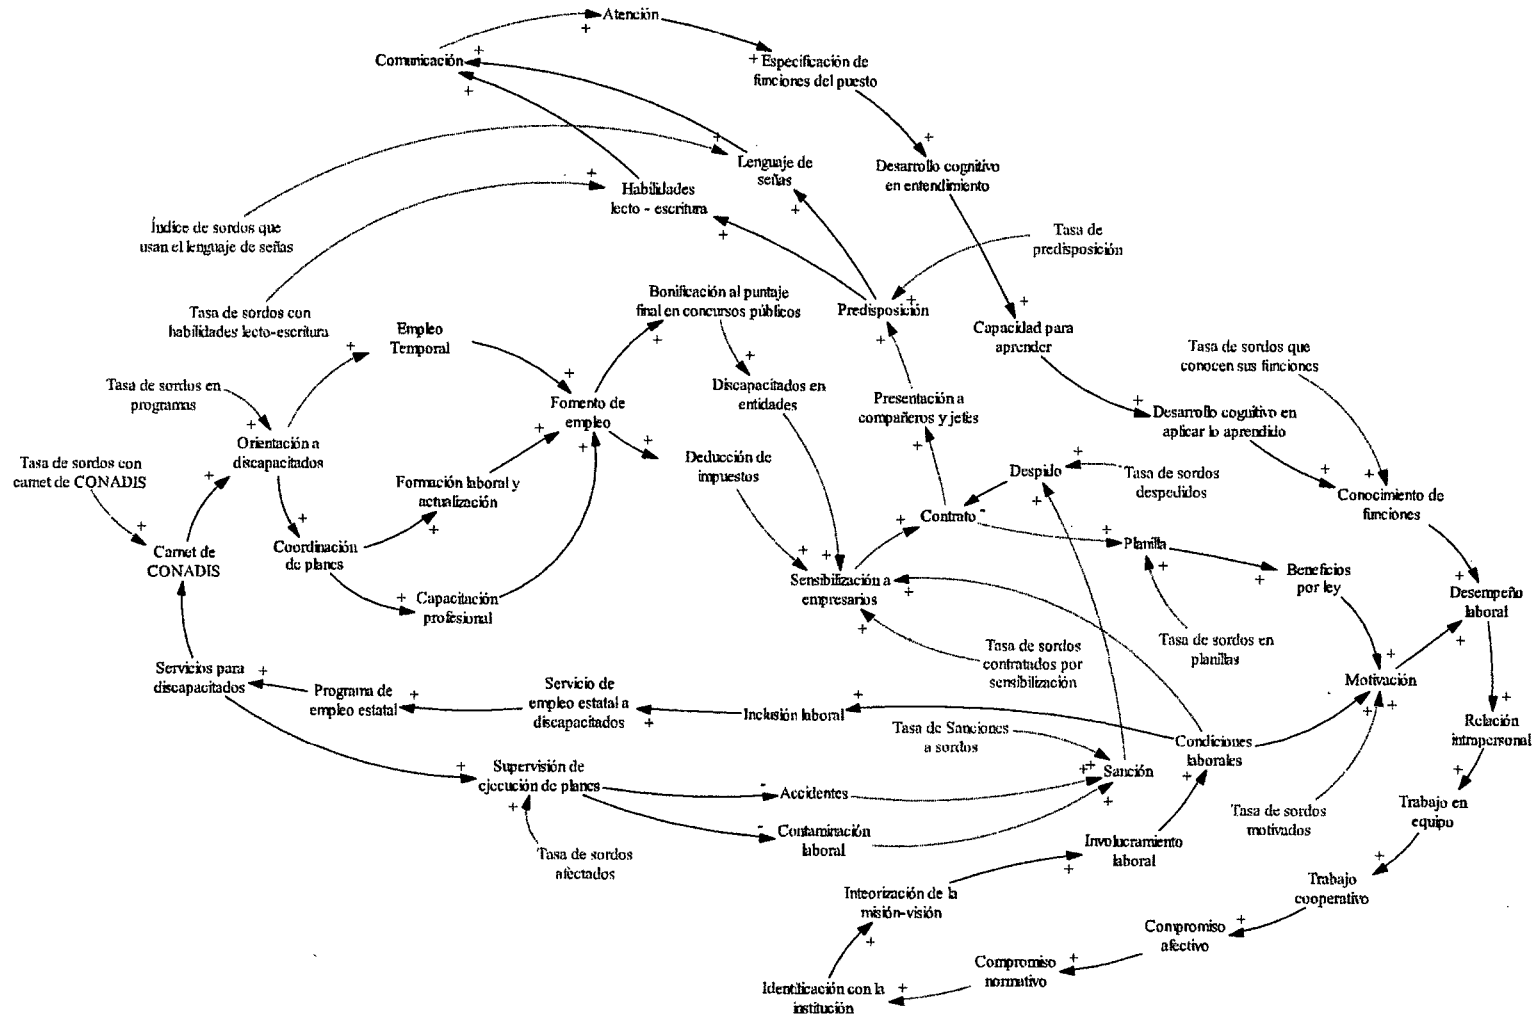 Atención
Comunicación
Especificación de
funciones del puesto
Lenguaje de
señas
Desarrollo cognitivo
en entendimiento
Habilidades
lecto - escritura
Índice de sordos que
usan el lenguaje de señas
Tasa de
predisposición
Bonificación al puntaje
final en concursos públicos
Predisposición
Tasa de sordos con
habilidades lecto-escritura
Empleo
Temporal
Capacidad para
aprender
Tasa de sordos que
conocen sus funciones
Tasa de sordos en
programas
Discapacitados en
entidades
Presentación a
compañeros y jefes
Fomento de
empleo
Desarrollo cognitivo en
aplicar lo aprendido
Orientación a
discapacitados
Tasa de sordos con
carnet de CONADIS
Formación laboral y
actualización
Deducción de
impuestos
Despido
Tasa de sordos
despedidos
Conocimiento de
funciones
Contrato
Carnet de
CONADIS
Coordinación
de planes
Planilla
Sensibilización a
empresarios
Beneficios
por ley
Desempeño
laboral
Capacitación
profesional
Tasa de sordos
contratados por
sensibilización
Tasa de sordos en
planillas
Servicios para
discapacitados
Programa de
empleo estatal
Servicio de
empleo estatal a
discapacitados
Inclusión laboral
Motivación
Tasa de Sanciones
a sordos
Condiciones
laborales
Relación
intrapersonal
Supervisión de
ejecución de planes
Sanción
Accidentes
Tasa de sordos
motivados
Trabajo en
equipo
Contaminación
laboral
Involucramiento
laboral
Tasa de sordos
afectados
Inteorización de la
misión-visión
Trabajo
cooperativo
Compromiso
afectivo
Compromiso
normativo
Identificación con la
institución